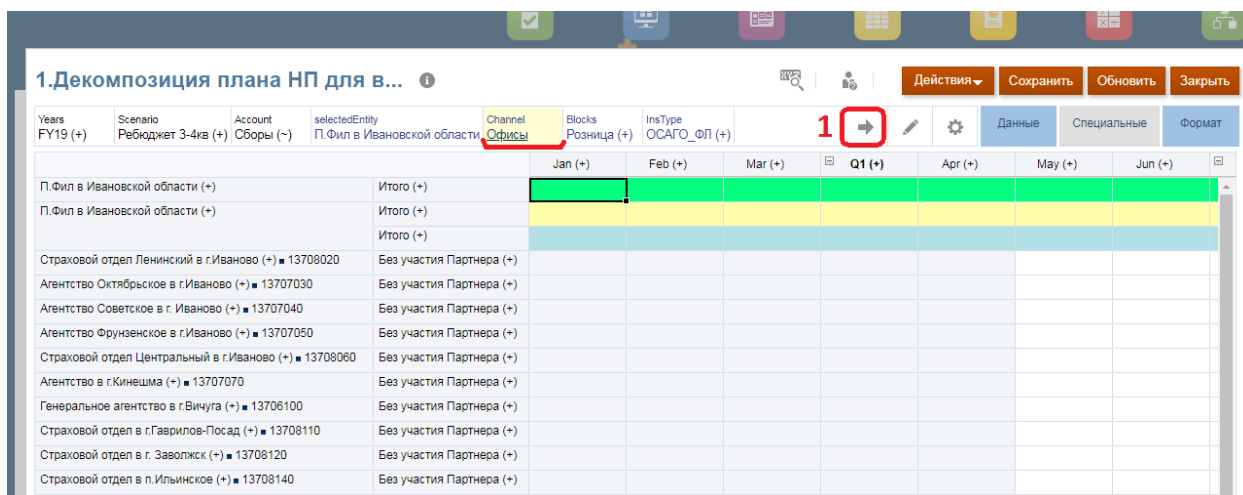 1.Декомпозиция плана НП для в...
Действия Сохранить Обновить Закрыть
Years Scenario Account selectedEntity Channel Blocks InsType
FY19 (+) Ребюджет 3-4кв (+) Сборы (~) П.Фил в Ивановской области Офисы Розница (+) ОСАГО_ФЛ (+) 1 Данные Специальные Формат
Jan (+) Feb (+) Mar (+) Q1 (+) Apr (+) May (+) Jun (+)
П.Фил в Ивановской области (+) Итого (+)
П.Фил в Ивановской области (+) Итого (+)
Итого (+)
Страховой отдел Ленинский в г.Иваново (+) ■ 13708020 Без участия Партнера (+)
Агентство Октябрьское в г.Иваново (+) ■ 13707030 Без участия Партнера (+)
Агентство Советское в г. Иваново (+) ■ 13707040 Без участия Партнера (+)
Агентство Фрунзенское в г.Иваново (+) ■ 13707050 Без участия Партнера (+)
Страховой отдел Центральный в г.Иваново (+) ■ 13708060 Без участия Партнера (+)
Агентство в г.Кинешма (+) ■ 13707070 Без участия Партнера (+)
Генеральное агентство в г.Вичуга (+) ■ 13706100 Без участия Партнера (+)
Страховой отдел в г.Гаврилов-Посад (+) ■ 13708110 Без участия Партнера (+)
Страховой отдел в г. Заволжск (+) ■ 13708120 Без участия Партнера (+)
Страховой отдел в п.Ильинское (+) ■ 13708140 Без участия Партнера (+)